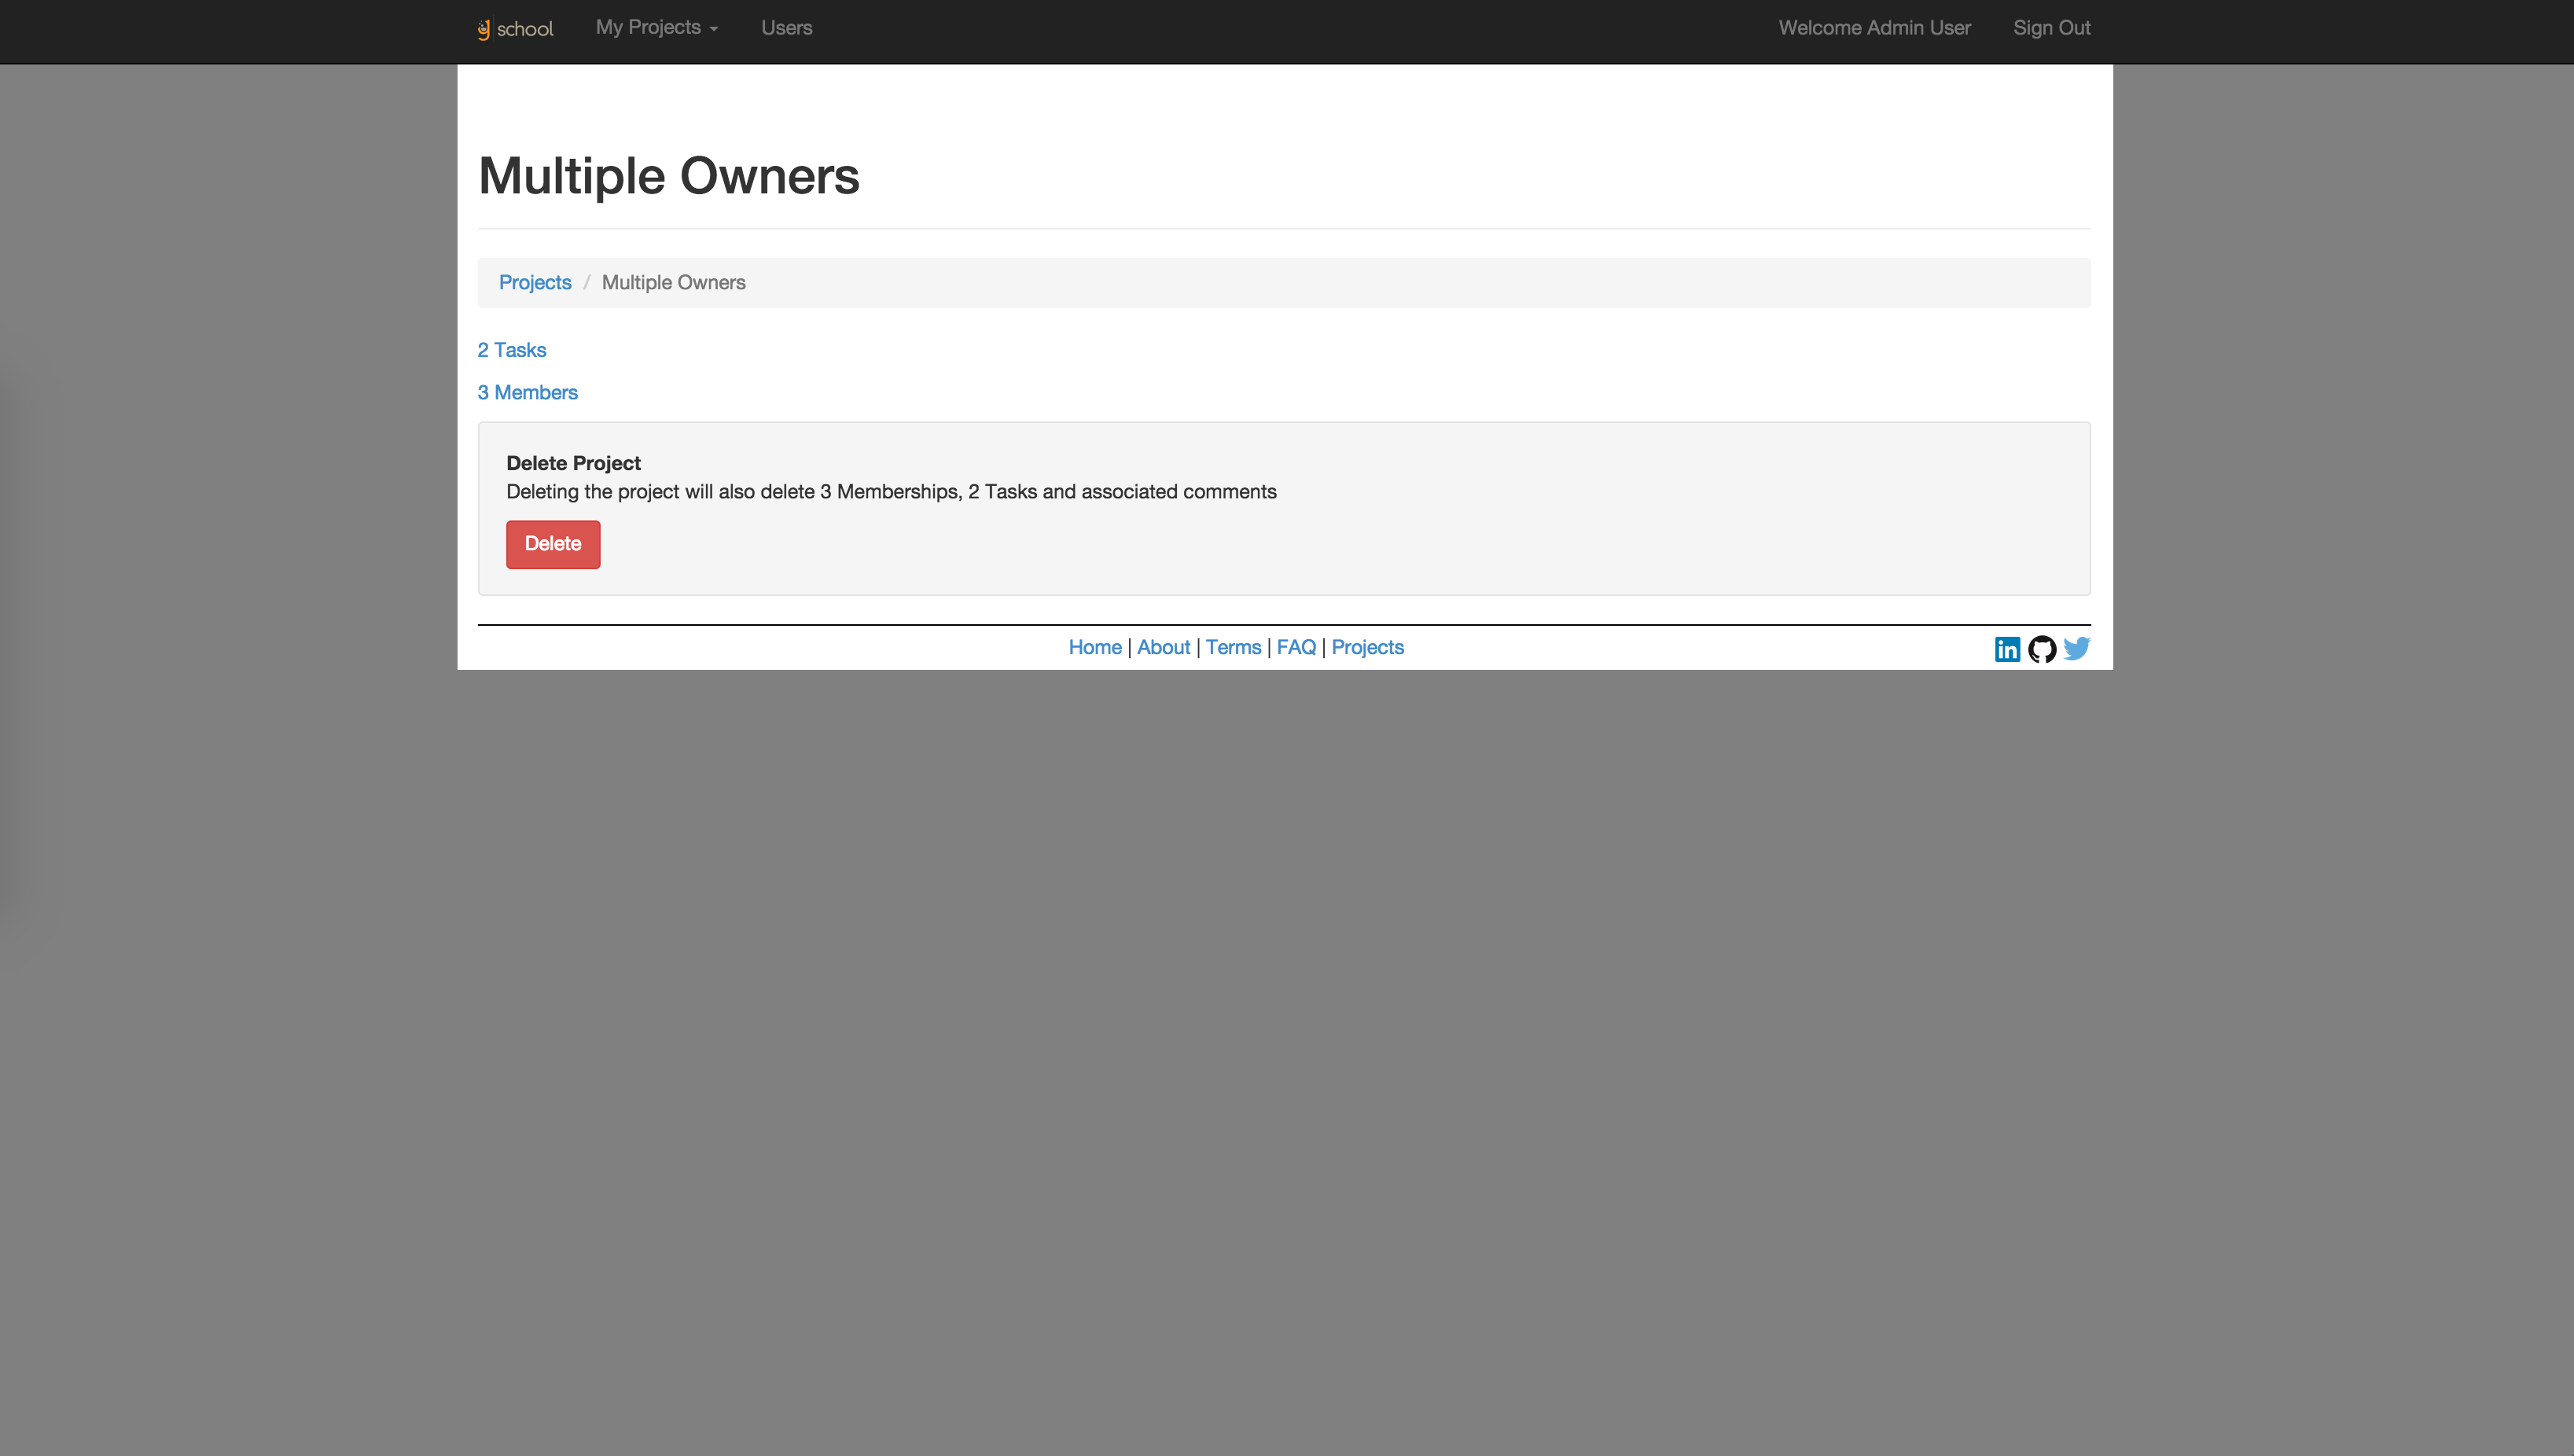 g school My Projects Users Welcome Admin User Sign Out
Multiple Owners
Projects / Multiple Owners
2 Tasks
3 Members
Delete Project
Deleting the project will also delete 3 Memberships, 2 Tasks and associated comments
Delete
Home | About | Terms | FAQ | Projects in